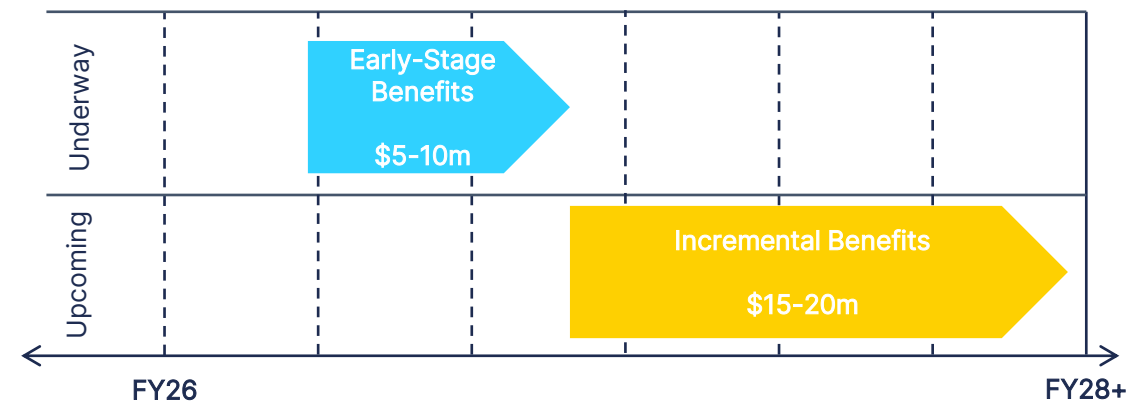 Underway
Early-Stage
Benefits
$5-10m
Upcoming
Incremental Benefits
$15-20m
FY26
FY28+